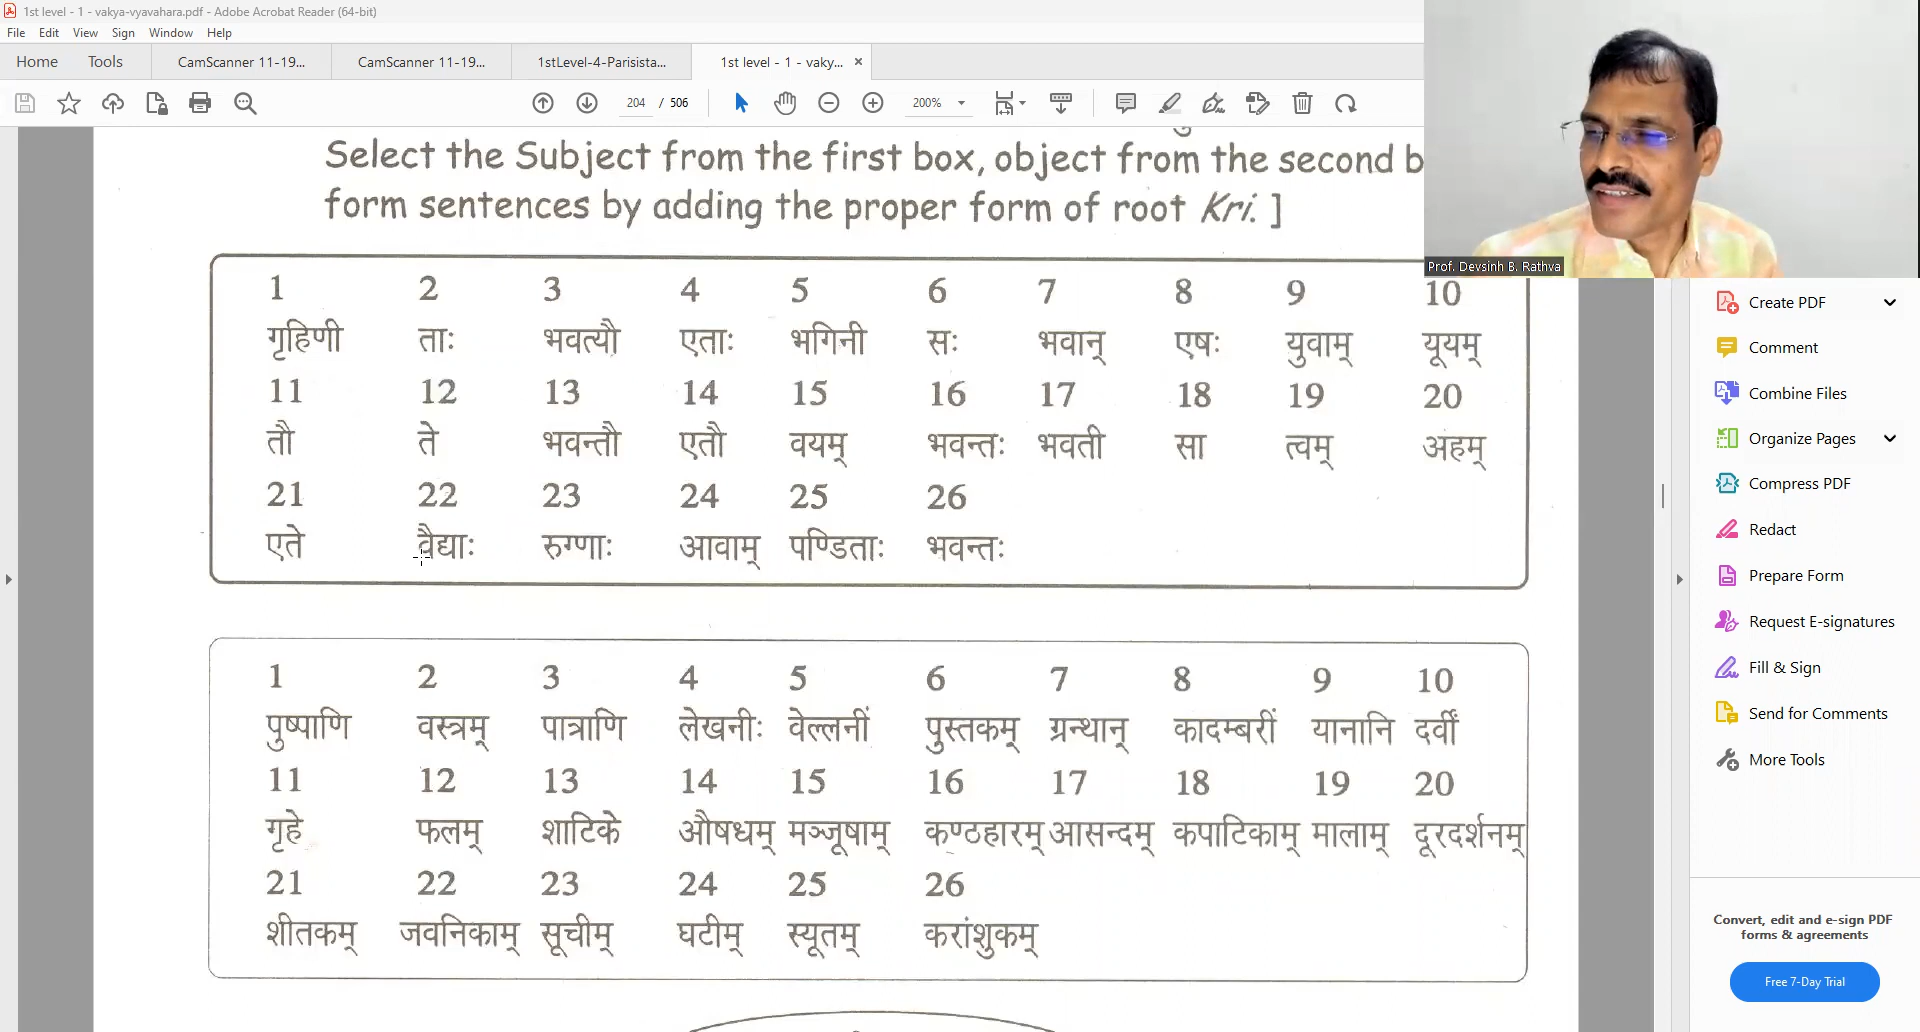 1st level - 1 - vakya-vyavahara.pdf - Adobe Acrobat Reader (64-bit)
File Edit View Sign Window Help
Home Tools CamScanner 11-19... CamScanner 11-19... 1stLevel-4-Parisista... 1st level - 1 - vaky...
204 / 506 200%
Select the Subject from the first box, object from the second b
form sentences by adding the proper form of root Kri. ]
Prof. Devsinh B. Rathva
1 2 3 4 5 6 7 8 9 10
गृहिणी ताः भवत्यौ एताः भगिनी सः भवान् एषः युवाम् यूयम्
11 12 13 14 15 16 17 18 19 20
तौ ते भवन्तौ एतौ वयम् भवन्तः भवती सा त्वम् अहम्
21 22 23 24 25 26
एते वैद्याः रुग्णाः आवाम् पण्डिताः भवन्तः
1 2 3 4 5 6 7 8 9 10
पुष्पाणि वस्त्रम् पात्राणि लेखनीः वेल्लनीं पुस्तकम् ग्रन्थान् कादम्बरीं यानानि दर्वीं
11 12 13 14 15 16 17 18 19 20
गृहे फलम् शाटिके औषधम् मञ्जूषाम् कण्ठहारम् आसन्दम् कपाटिकाम् मालाम् दूरदर्शनम्
21 22 23 24 25 26
शीतकम् जवनिकाम् सूचीम् घटीम् स्यूतम् करांशुकम्
Create PDF
Comment
Combine Files
Organize Pages
Compress PDF
Redact
Prepare Form
Request E-signatures
Fill & Sign
Send for Comments
More Tools
Convert, edit and e-sign PDF
forms & agreements
Free 7-Day Trial